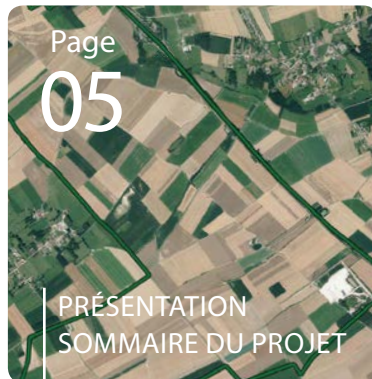 Page
05
PRÉSENTATION
SOMMAIRE DU PROJET